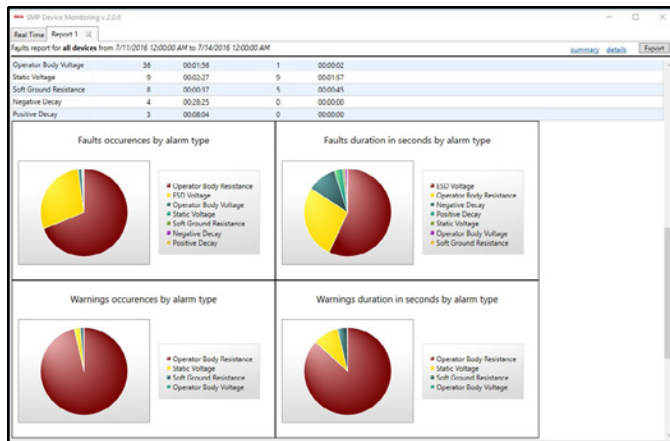 SMP Device Monitoring v.2.0.6
Real Time Report 1
Faults report for all devices from 7/11/2016 12:00:00 AM to 7/14/2016 12:00:00 AM
summary details Export
Operator Body Voltage 36 00:01:56 1 00:00:02
Static Voltage 9 00:02:27 9 00:01:57
Soft Ground Resistance 8 00:00:37 5 00:00:45
Negative Decay 4 00:28:25 0 00:00:00
Positive Decay 3 00:08:04 0 00:00:00
Faults occurences by alarm type
Operator Body Resistance
ESD Voltage
Operator Body Voltage
Static Voltage
Soft Ground Resistance
Negative Decay
Positive Decay
Faults duration in seconds by alarm type
ESD Voltage
Operator Body Resistance
Negative Decay
Positive Decay
Static Voltage
Operator Body Voltage
Soft Ground Resistance
Warnings occurences by alarm type
Operator Body Resistance
Static Voltage
Soft Ground Resistance
Operator Body Voltage
Warnings duration in seconds by alarm type
Operator Body Resistance
Static Voltage
Soft Ground Resistance
Operator Body Voltage